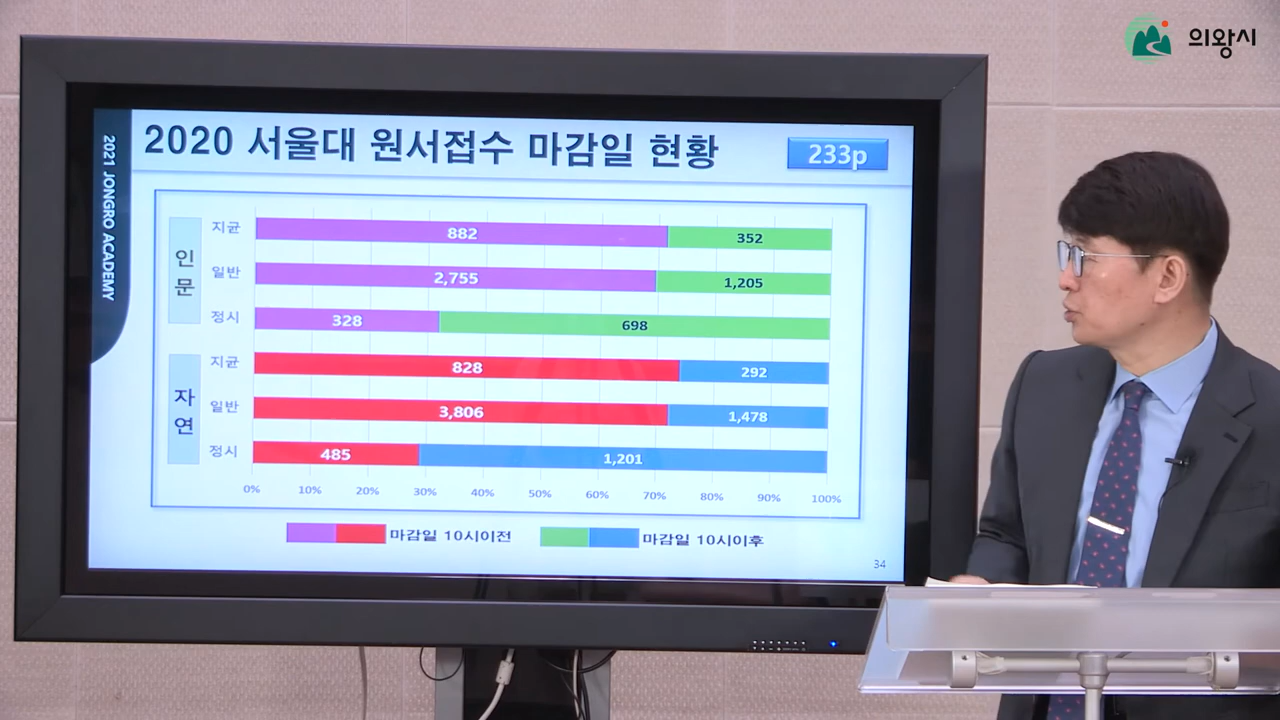 의왕시
2020 서울대 원서접수 마감일 현황
233p
2021 JONGRO ACADEMY
인문
지균 882 352
일반 2,755 1,205
정시 328 698
자연
지균 828 292
일반 3,806 1,478
정시 485 1,201
0% 10% 20% 30% 40% 50% 60% 70% 80% 90% 100%
마감일 10시이전 마감일 10시이후
34